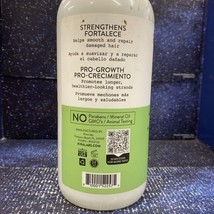 STRENGTHENS
FORTALECE
Helps smooth and repair
damaged hair
Ayuda a suavizar y a reparar
el cabello dañado
PRO-GROWTH
PRO-CRECIMIENTO
Promotes longer,
healthier-looking strands
Promueve mechones más
largos y saludables
NO
Parabens / Mineral Oil
GMO's / Animal Testing